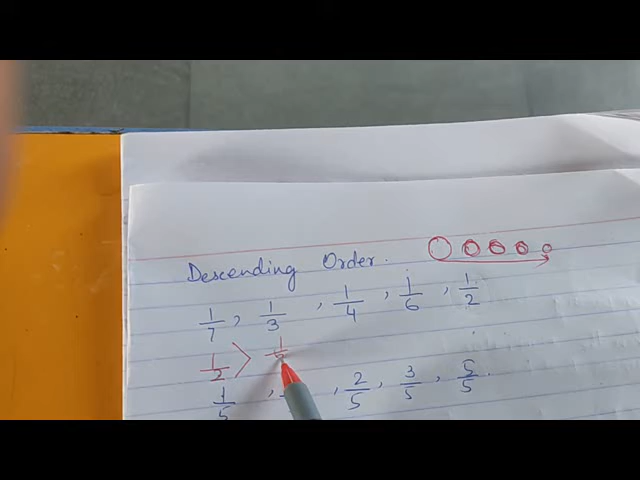 Descending Order.
1/7, 1/3, 1/4, 1/6, 1/2
1/2 > 1/
1/5, , 2/5, 3/5, 5/5.